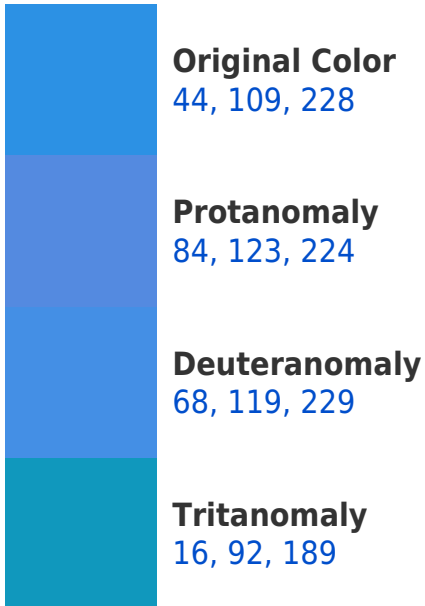 Original Color
44, 109, 228
Protanomaly
84, 123, 224
Deuteranomaly
68, 119, 229
Tritanomaly
16, 92, 189